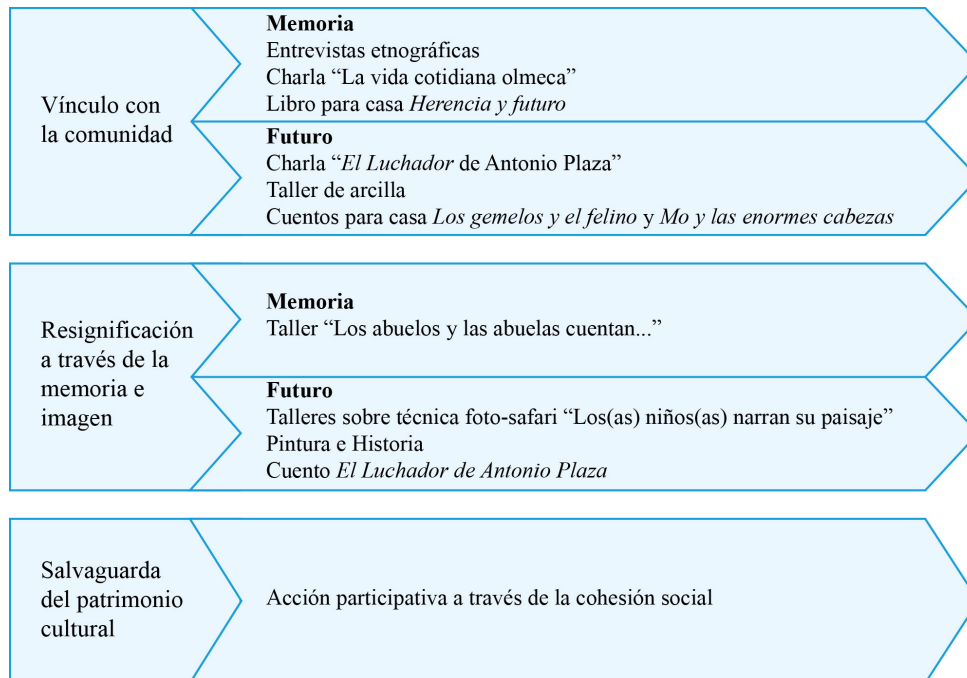 Vínculo con
la comunidad
Memoria
Entrevistas etnográficas
Charla “La vida cotidiana olmeca”
Libro para casa Herencia y futuro
Futuro
Charla “El Luchador de Antonio Plaza”
Taller de arcilla
Cuentos para casa Los gemelos y el felino y Mo y las enormes cabezas
Resignificación
a través de la
memoria e
imagen
Memoria
Taller “Los abuelos y las abuelas cuentan...”
Futuro
Talleres sobre técnica foto-safari “Los(as) niños(as) narran su paisaje”
Pintura e Historia
Cuento El Luchador de Antonio Plaza
Salvaguarda
del patrimonio
cultural
Acción participativa a través de la cohesión social